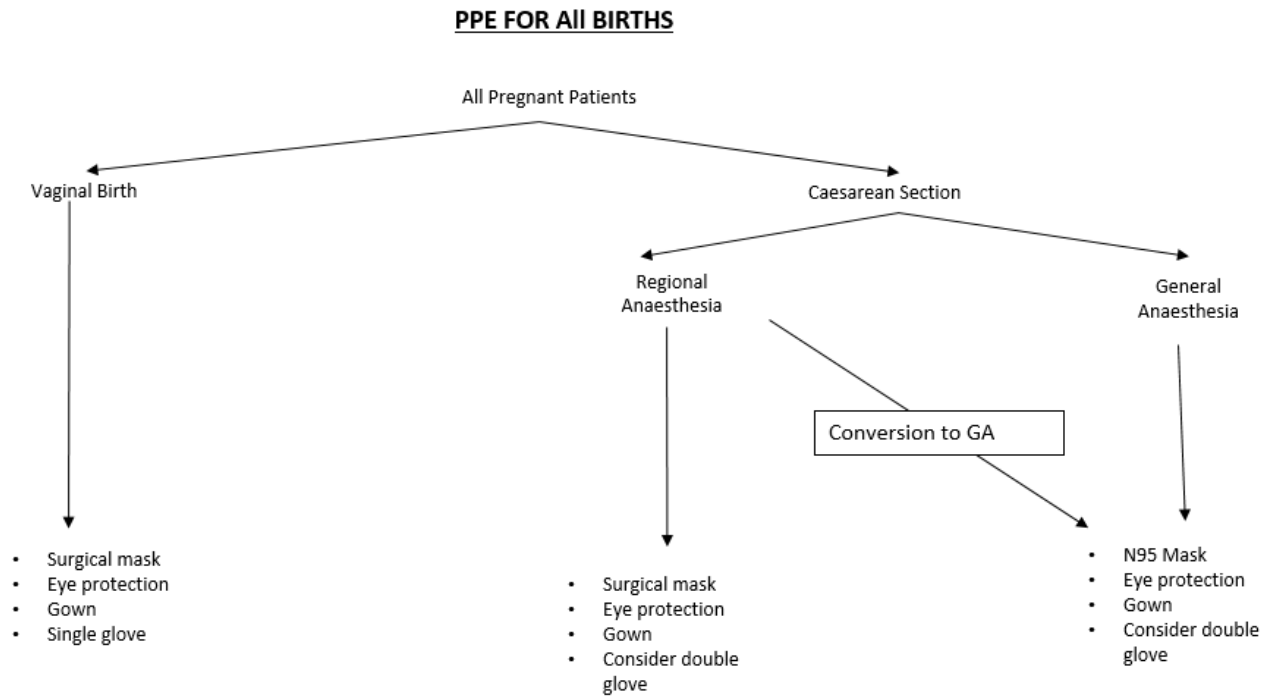 PPE FOR All BIRTHS
All Pregnant Patients
Vaginal Birth
Caesarean Section
Regional
Anaesthesia
General
Anaesthesia
Conversion to GA
• Surgical mask
• Eye protection
• Gown
• Single glove
• Surgical mask
• Eye protection
• Gown
• Consider double
glove
• N95 Mask
• Eye protection
• Gown
• Consider double
glove